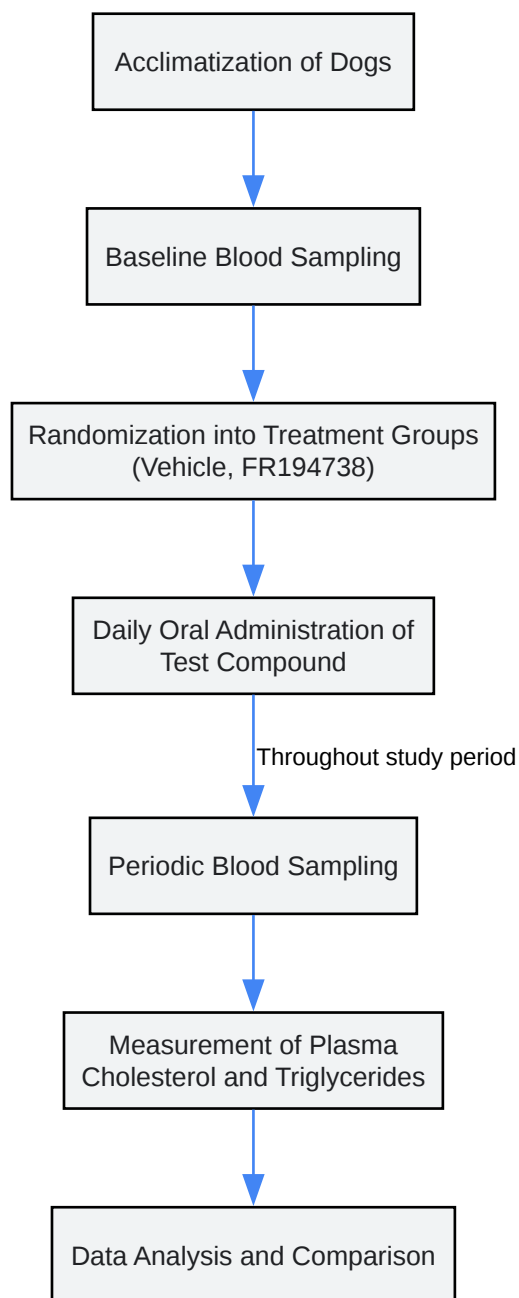 Acclimatization of Dogs
Baseline Blood Sampling
Randomization into Treatment Groups
(Vehicle, FR194738)
Daily Oral Administration of
Test Compound
Throughout study period
Periodic Blood Sampling
Measurement of Plasma
Cholesterol and Triglycerides
Data Analysis and Comparison